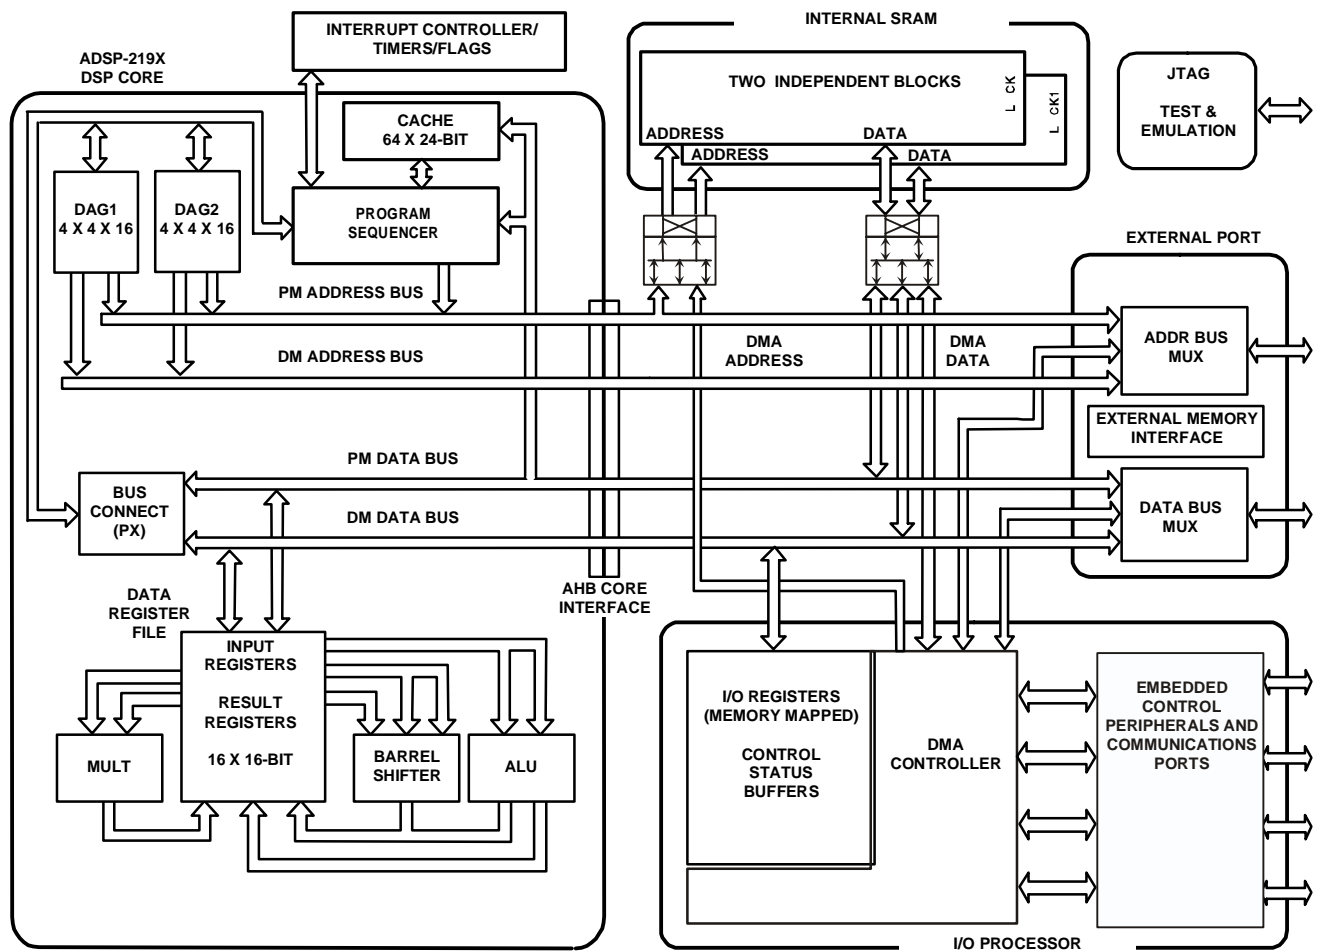 INTERNAL SRAM
INTERRUPT CONTROLLER/
TIMERS/FLAGS
ADSP-219X
DSP CORE
CACHE
64 X 24-BIT
TWO INDEPENDENT BLOCKS
ADDRESS
DATA
ADDRESS
DATA
JTAG
TEST &
EMULATION
DAG1
4 X 4 X 16
DAG2
4 X 4 X 16
PROGRAM
SEQUENCER
EXTERNAL PORT
PM ADDRESS BUS
DM ADDRESS BUS
DMA
ADDRESS
DMA
DATA
ADDR BUS
MUX
EXTERNAL MEMORY
INTERFACE
PM DATA BUS
BUS
CONNECT
(PX)
DM DATA BUS
DATA BUS
MUX
AHB CORE
INTERFACE
DATA
REGISTER
FILE
INPUT
REGISTERS
RESULT
REGISTERS
16 X 16-BIT
MULT
BARREL
SHIFTER
ALU
I/O REGISTERS
(MEMORY MAPPED)
CONTROL
STATUS
BUFFERS
DMA
CONTROLLER
EMBEDDED
CONTROL
PERIPHERALS AND
COMMUNICATIONS
PORTS
I/O PROCESSOR